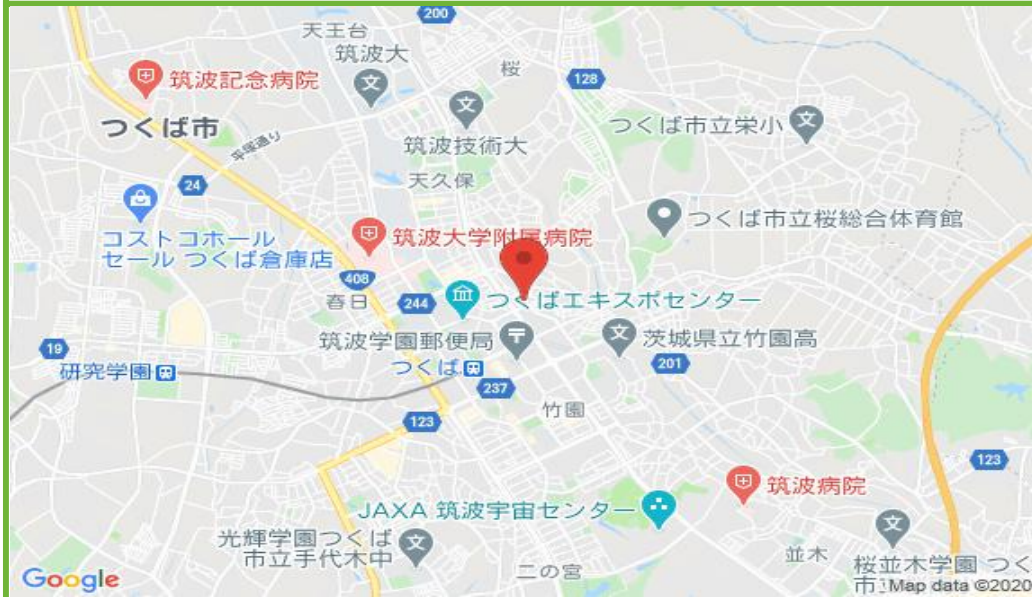 200
天王台
筑波大
桜
128
筑波記念病院
つくば市
平塚通り
筑波技術大
つくば市立栄小
24
天久保
コストコホール
セール つくば倉庫店
筑波大学附属病院
つくば市立桜総合体育館
408
春日
244
つくばエキスポセンター
筑波学園郵便局
茨城県立竹園高
19
研究学園
つくば
201
237
竹園
123
123
筑波病院
JAXA 筑波宇宙センター
光輝学園つくば
市立手代木中
並木
桜並木学園 つく
二の宮
市
Google
Map data ©2020